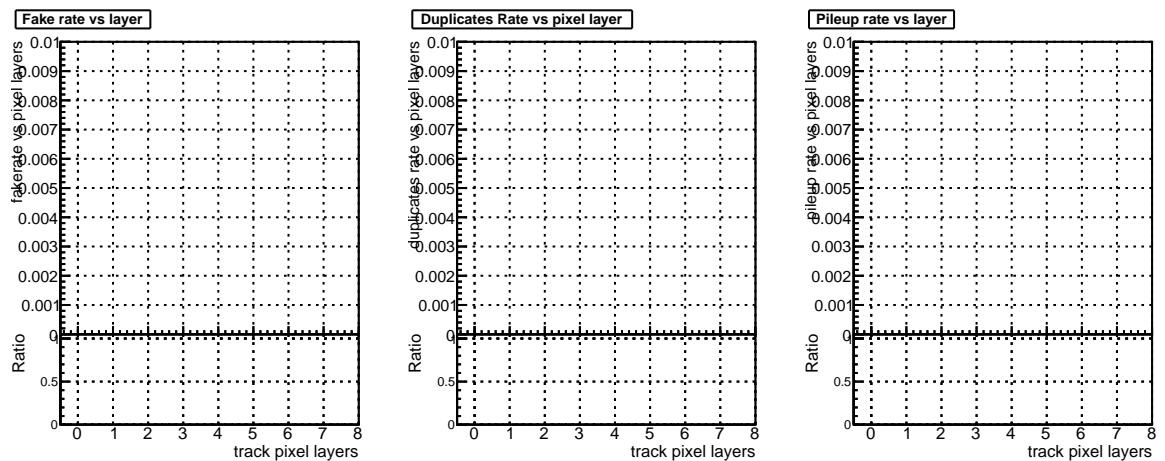 Fake rate vs layer
fakerate vs pixel layers
0.01
0.009
0.008
0.007
0.006
0.005
0.004
0.003
0.002
0.001
0
Ratio
1
0.5
0
0 1 2 3 4 5 6 7 8
track pixel layers
Duplicates Rate vs pixel layer
duplicates rate vs pixel layers
0.01
0.009
0.008
0.007
0.006
0.005
0.004
0.003
0.002
0.001
0
Ratio
1
0.5
0
0 1 2 3 4 5 6 7 8
track pixel layers
Pileup rate vs layer
pileup rate vs pixel layers
0.01
0.009
0.008
0.007
0.006
0.005
0.004
0.003
0.002
0.001
0
Ratio
1
0.5
0
0 1 2 3 4 5 6 7 8
track pixel layers